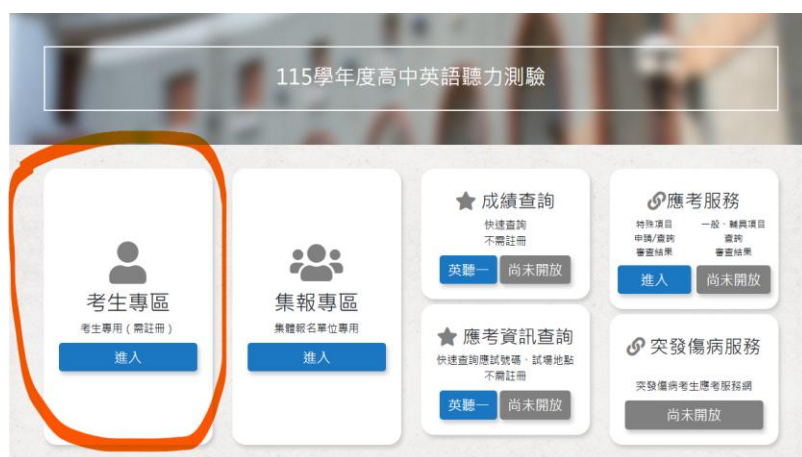 115學年度高中英語聽力測驗
考生專區
考生專用(需註冊)
進入
集報專區
集體報名單位專用
進入
成績查詢
快速查詢
不需註冊
英聽一
尚未開放
應考資訊查詢
快速查詢應試號碼、試場地點
不需註冊
英聽一
尚未開放
應考服務
特殊項目
申請/查詢
審查結果
進入
一般、輔具項目
查詢
審查結果
尚未開放
突發傷病服務
突發傷病考生應考服務網
尚未開放